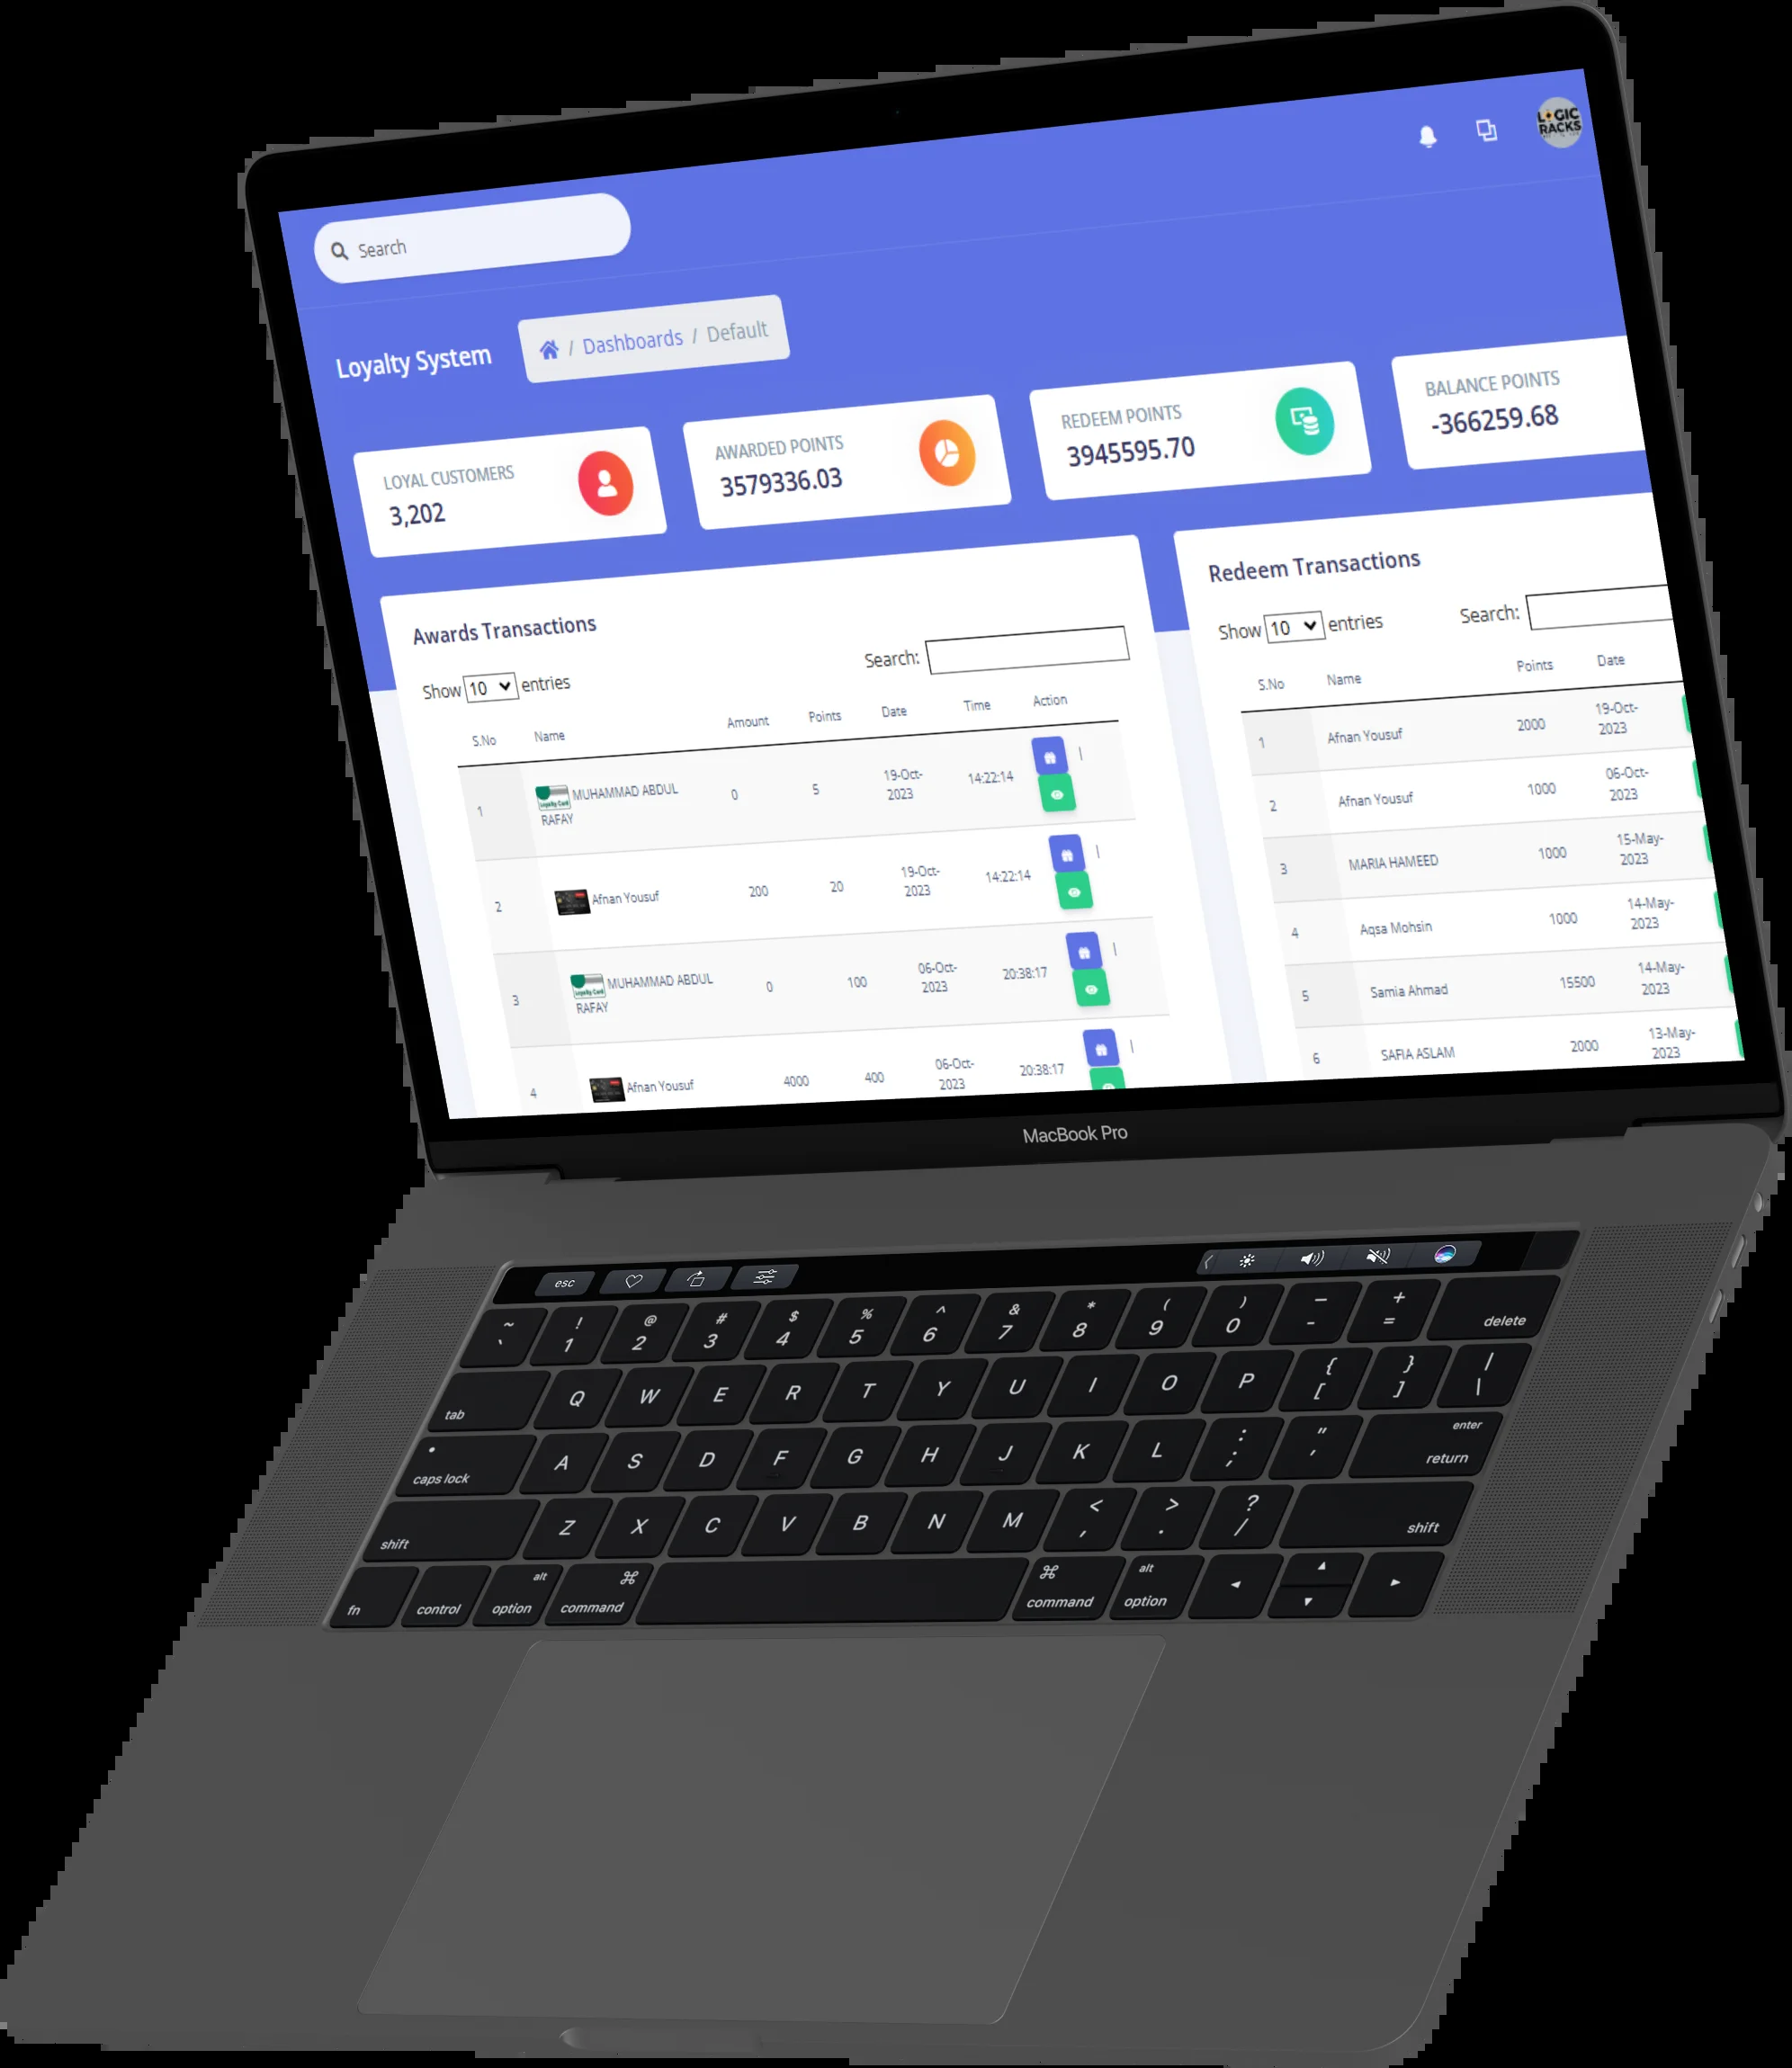 LOGIC
RACKS
Search
Loyalty System
/ Dashboards / Default
LOYAL CUSTOMERS
3,202
AWARDED POINTS
3579336.03
REDEEM POINTS
3945595.70
BALANCE POINTS
-366259.68
Awards Transactions
Show 10 entries
Search:
S.No Name Amount Points Date Time Action
1 Loyalty Card MUHAMMAD ABDUL RAFAY 0 5 19-Oct-2023 14:22:14 |
2 Afnan Yousuf 200 20 19-Oct-2023 14:22:14 |
3 Loyalty Card MUHAMMAD ABDUL RAFAY 0 100 06-Oct-2023 20:38:17 |
4 Afnan Yousuf 4000 400 06-Oct-2023 20:38:17 |
Redeem Transactions
Show 10 entries
Search:
S.No Name Points Date
1 Afnan Yousuf 2000 19-Oct-2023
2 Afnan Yousuf 1000 06-Oct-2023
3 MARIA HAMEED 1000 15-May-2023
4 Aqsa Mohsin 1000 14-May-2023
5 Samia Ahmad 15500 14-May-2023
6 SAFIA ASLAM 2000 13-May-2023
MacBook Pro
esc
~ ` ! 1 @ 2 # 3 $ 4 % 5 ^ 6 & 7 * 8 ( 9 ) 0 — - + = delete
tab Q W E R T Y U I O P { [ } ] | \
caps lock A S D F G H J K L : ; " ' enter return
shift Z X C V B N M < , > . ? / shift
fn control alt option ⌘ command ⌘ command alt option ◄ ▲ ▼ ►